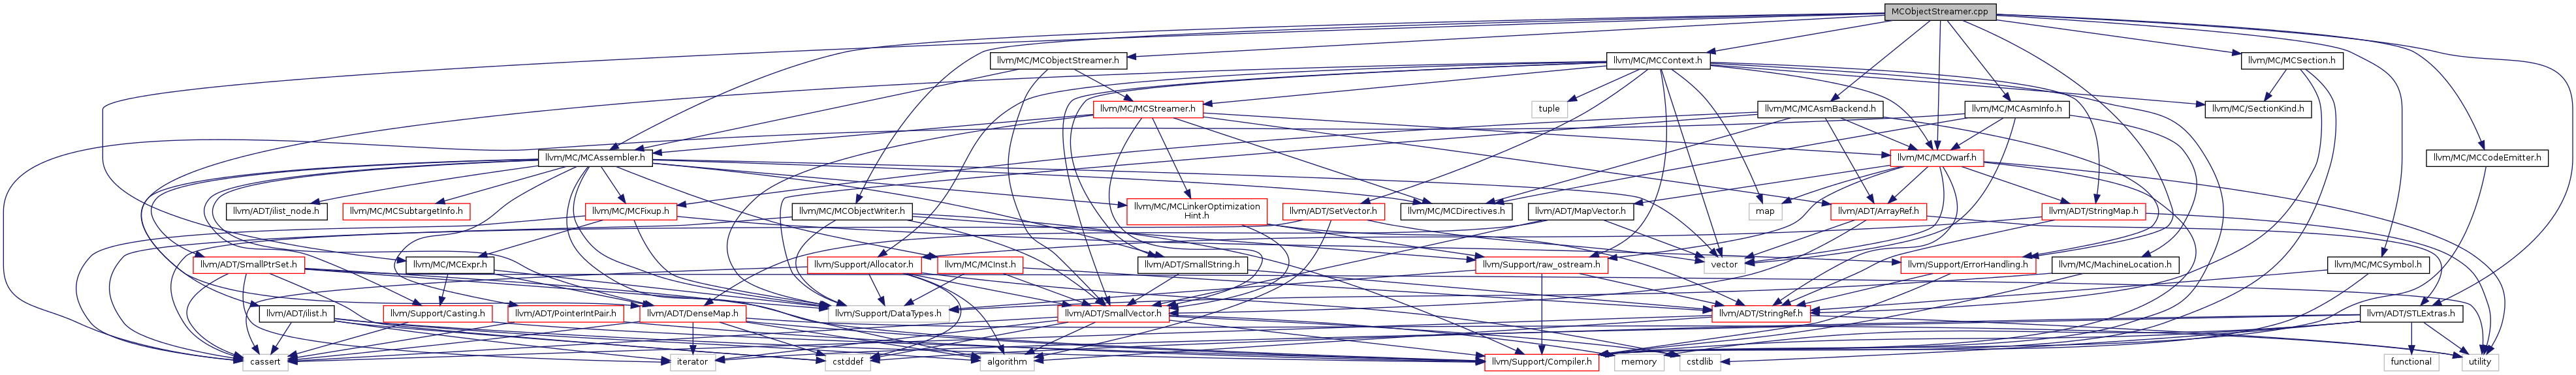 MCObjectStreamer.cpp
llvm/MC/MCObjectStreamer.h
llvm/MC/MCContext.h
llvm/MC/MCSection.h
llvm/MC/MCStreamer.h
tuple
llvm/MC/MCAsmBackend.h
llvm/MC/MCAsmInfo.h
llvm/MC/SectionKind.h
llvm/MC/MCAssembler.h
llvm/MC/MCDwarf.h
llvm/MC/MCCodeEmitter.h
llvm/ADT/ilist_node.h
llvm/MC/MCSubtargetInfo.h
llvm/MC/MCFixup.h
llvm/MC/MCObjectWriter.h
llvm/MC/MCLinkerOptimization
Hint.h
llvm/ADT/SetVector.h
llvm/MC/MCDirectives.h
llvm/ADT/MapVector.h
map
llvm/ADT/ArrayRef.h
llvm/ADT/StringMap.h
llvm/ADT/SmallPtrSet.h
llvm/MC/MCExpr.h
llvm/Support/Allocator.h
llvm/MC/MCInst.h
llvm/ADT/SmallString.h
llvm/Support/raw_ostream.h
vector
llvm/Support/ErrorHandling.h
llvm/MC/MachineLocation.h
llvm/MC/MCSymbol.h
llvm/ADT/ilist.h
llvm/Support/Casting.h
llvm/ADT/PointerIntPair.h
llvm/ADT/DenseMap.h
llvm/Support/DataTypes.h
llvm/ADT/SmallVector.h
llvm/ADT/StringRef.h
llvm/ADT/STLExtras.h
cassert
iterator
cstddef
algorithm
llvm/Support/Compiler.h
memory
cstdlib
functional
utility